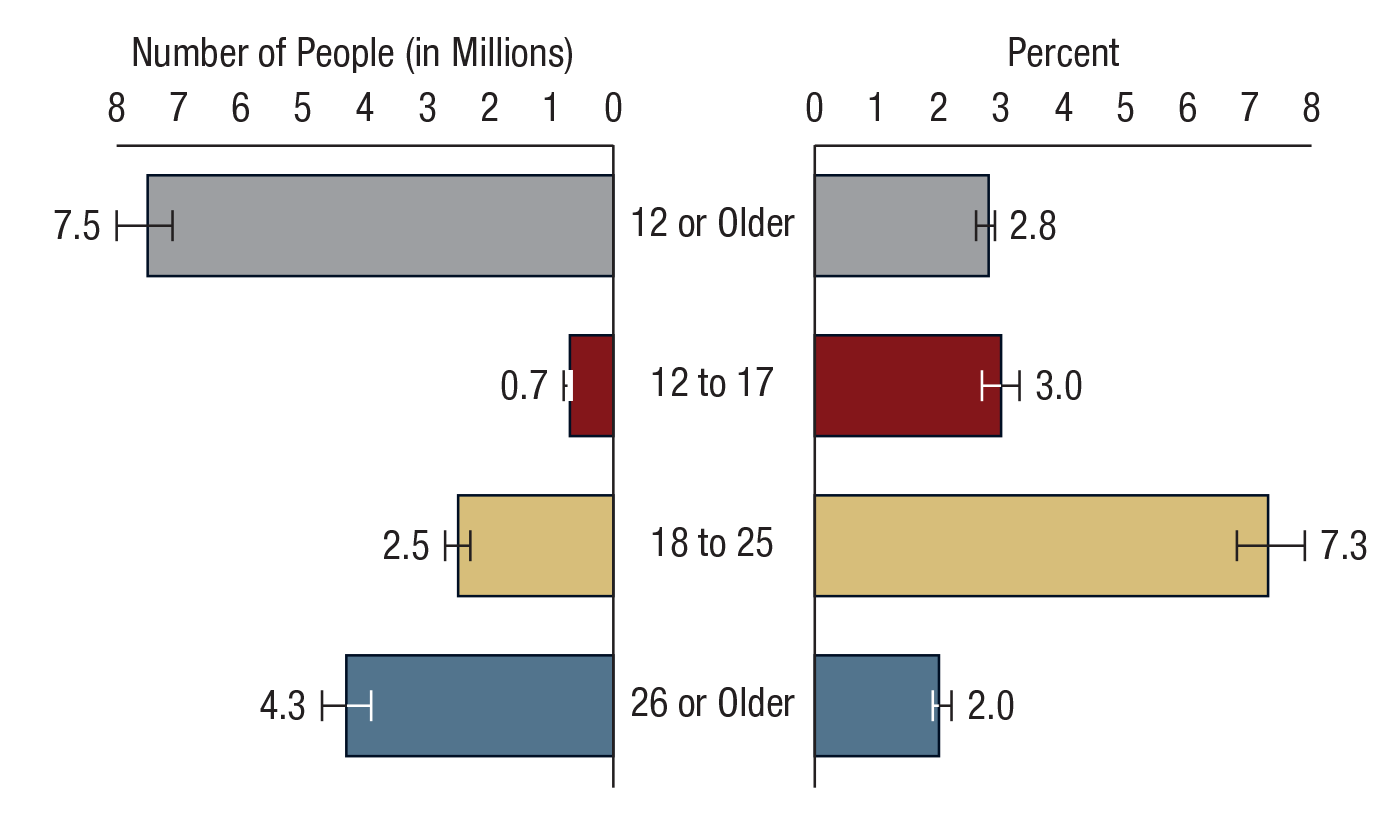 Number of People (in Millions)
Percent
8 7 6 5 4 3 2 1 0
0 1 2 3 4 5 6 7 8
7.5 12 or Older 2.8
0.7 12 to 17 3.0
2.5 18 to 25 7.3
4.3 26 or Older 2.0